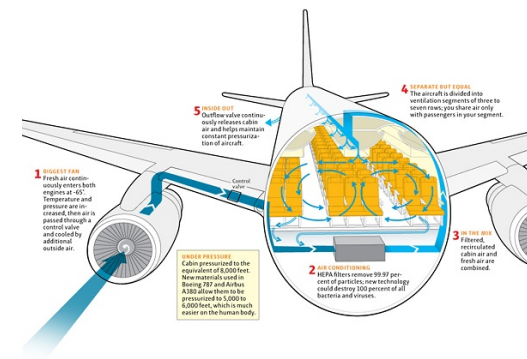 1 BIGGEST FAN
Fresh air contin-
uously enters both
engines at -65°.
Temperature and
pressure are in-
creased, then air is
passed through a
control valve
and cooled by
additional
outside air.
Control
valve
UNDER PRESSURE
Cabin pressurized to the
equivalent of 8,000 feet.
New materials used in
Boeing 787 and Airbus
A380 allow them to be
pressurized to 5,000 to
6,000 feet, which is much
easier on the human body.
2 AIR CONDITIONING
HEPA filters remove 99.97 per-
cent of particles; new technology
could destroy 100 percent of all
bacteria and viruses.
3 IN THE MIX
Filtered,
recirculated
cabin air and
fresh air are
combined.
4 SEPARATE BUT EQUAL
The aircraft is divided into
ventilation segments of three to
seven rows; you share air only
with passengers in your segment.
5 INSIDE OUT
Outflow valve continu-
ously releases cabin
air and helps maintain
constant pressuriza-
tion of aircraft.